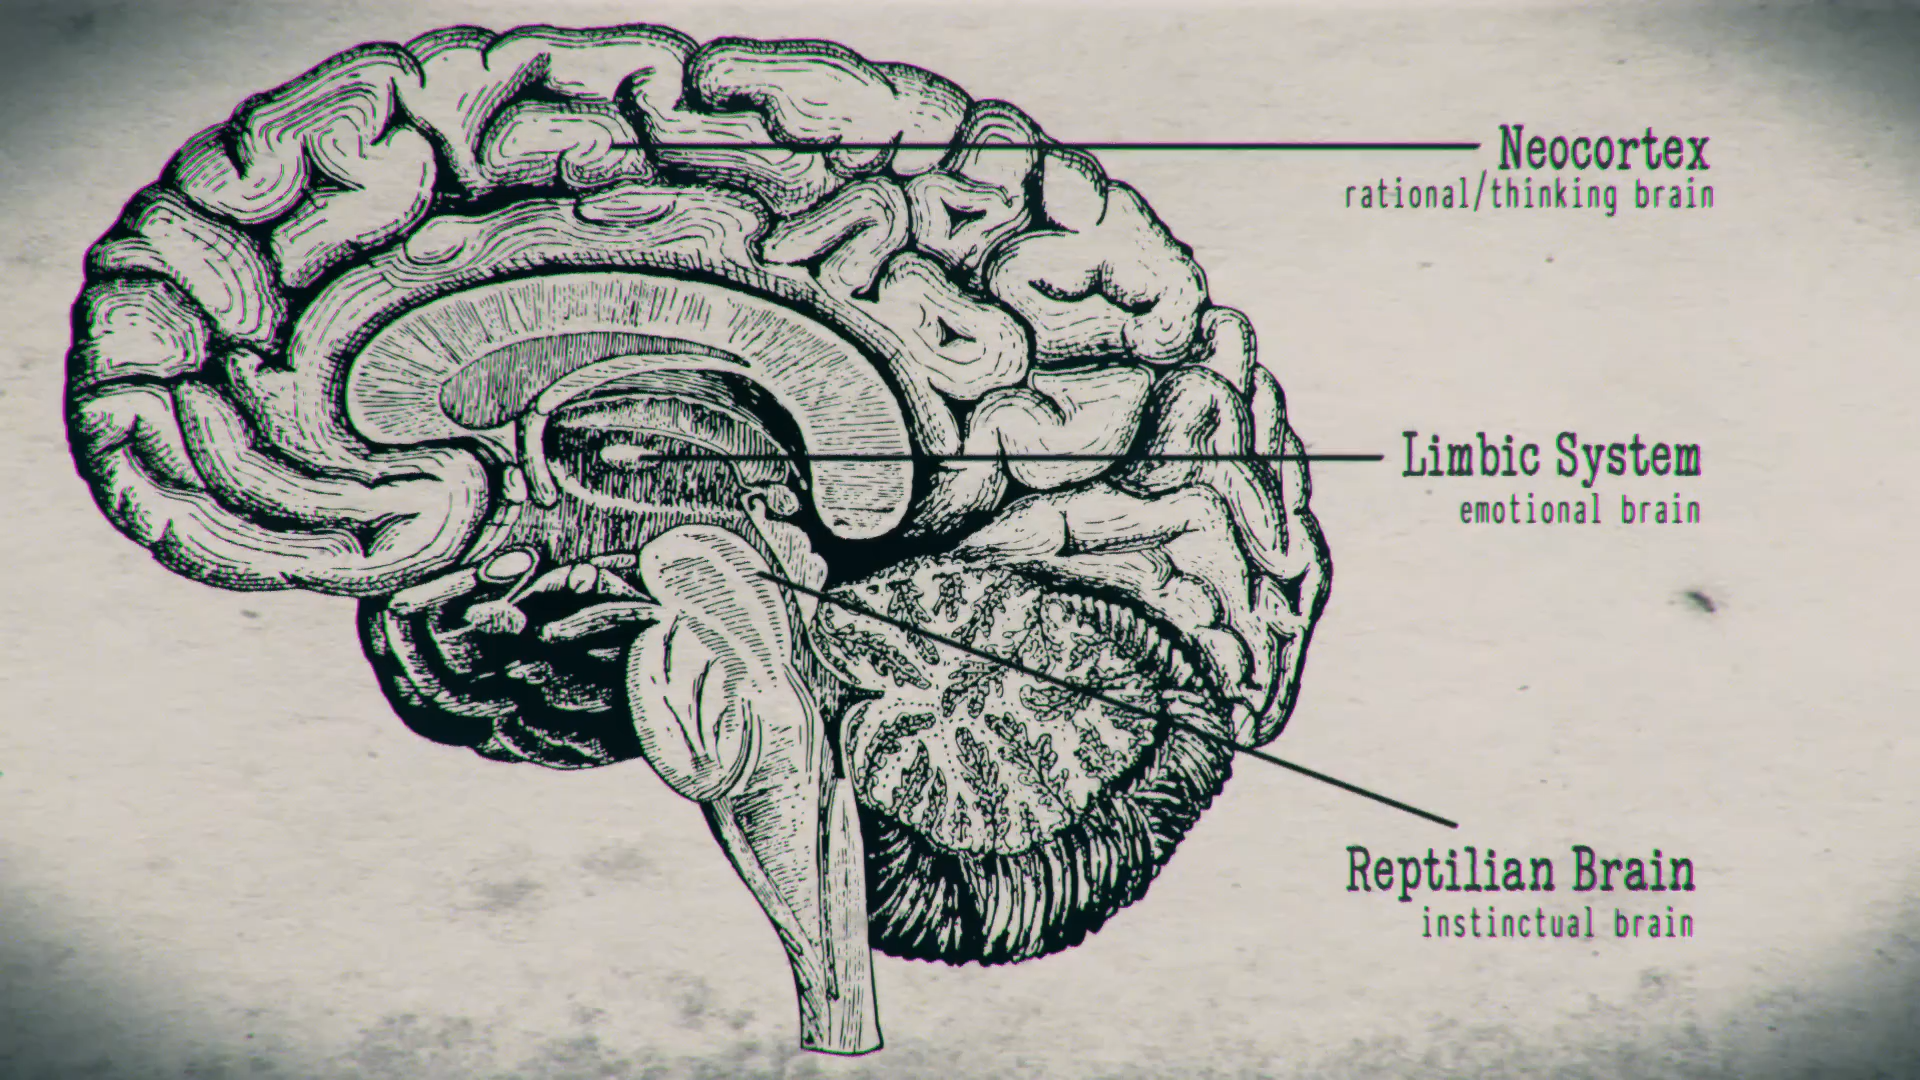 Neocortex
rational/thinking brain
Limbic System
emotional brain
Reptilian Brain
instinctual brain